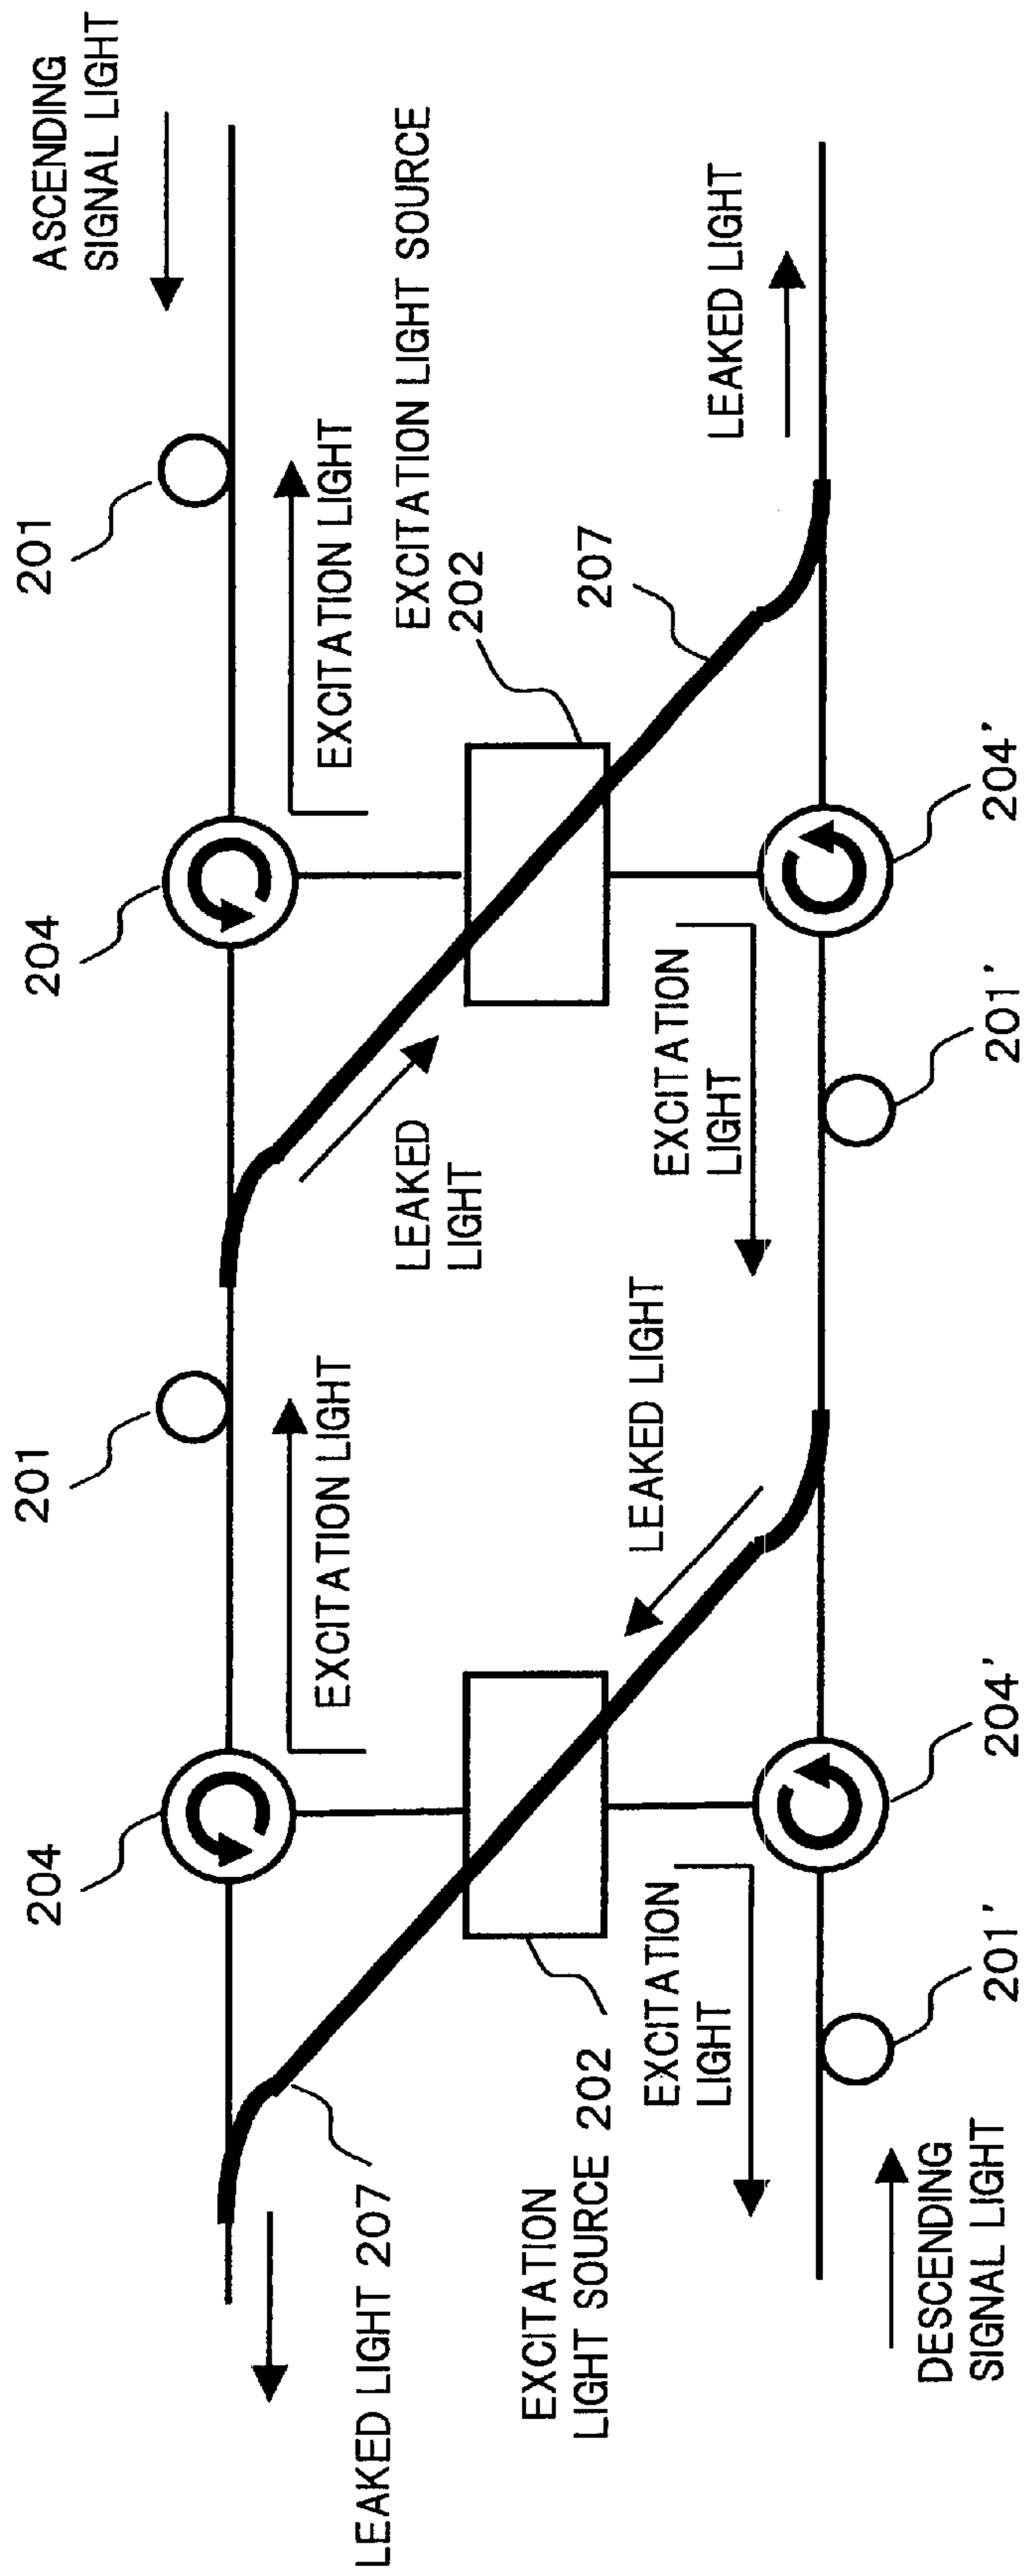 ASCENDING
SIGNAL LIGHT
201
201
204
204
EXCITATION LIGHT
EXCITATION LIGHT
EXCITATION LIGHT SOURCE
202
207
LEAKED LIGHT
LEAKED
LIGHT
LEAKED LIGHT
LEAKED LIGHT 207
EXCITATION
LIGHT SOURCE 202
EXCITATION
LIGHT
EXCITATION
LIGHT
204'
204'
201'
201'
DESCENDING
SIGNAL LIGHT